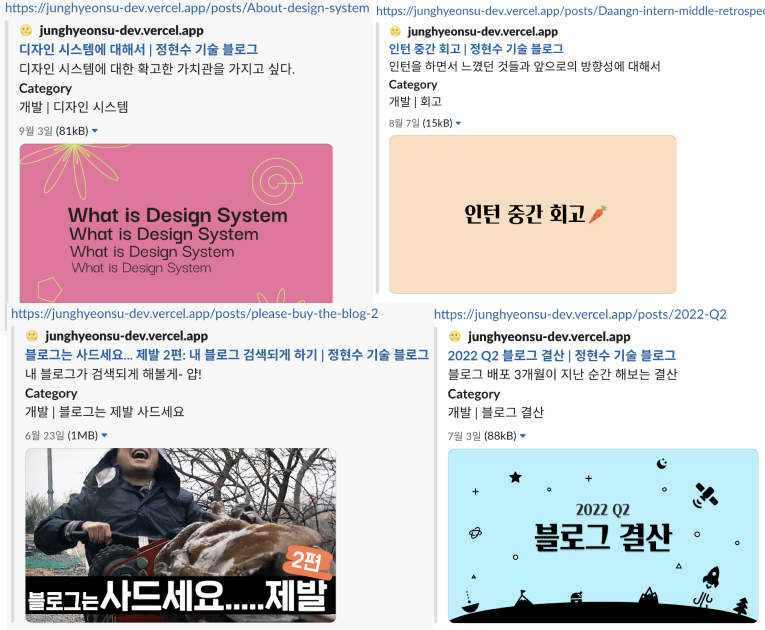 https://junghyeonsu-dev.vercel.app/posts/About-design-system
junghyeonsu-dev.vercel.app
디자인 시스템에 대해서 | 정현수 기술 블로그
디자인 시스템에 대한 확고한 가치관을 가지고 싶다.
Category
개발 | 디자인 시스템
9월 3일 (81kB)
What is Design System
What is Design System
What is Design System
What is Design System
https://junghyeonsu-dev.vercel.app/posts/Daangn-intern-middle-retrospec
junghyeonsu-dev.vercel.app
인턴 중간 회고 | 정현수 기술 블로그
인턴을 하면서 느꼈던 것들과 앞으로의 방향성에 대해서
Category
개발 | 회고
8월 7일 (15kB)
인턴 중간 회고
https://junghyeonsu-dev.vercel.app/posts/please-buy-the-blog-2
junghyeonsu-dev.vercel.app
블로그는 사드세요... 제발 2편: 내 블로그 검색되게 하기 | 정현수 기술 블로그
내 블로그가 검색되게 해볼게- 얍!
Category
개발 | 블로그는 제발 사드세요
6월 23일 (1MB)
2편
블로그는사드세요.....제발
https://junghyeonsu-dev.vercel.app/posts/2022-Q2
junghyeonsu-dev.vercel.app
2022 Q2 블로그 결산 | 정현수 기술 블로그
블로그 배포 3개월이 지난 순간 해보는 결산
Category
개발 | 블로그 결산
7월 3일 (88kB)
2022 Q2
블로그 결산